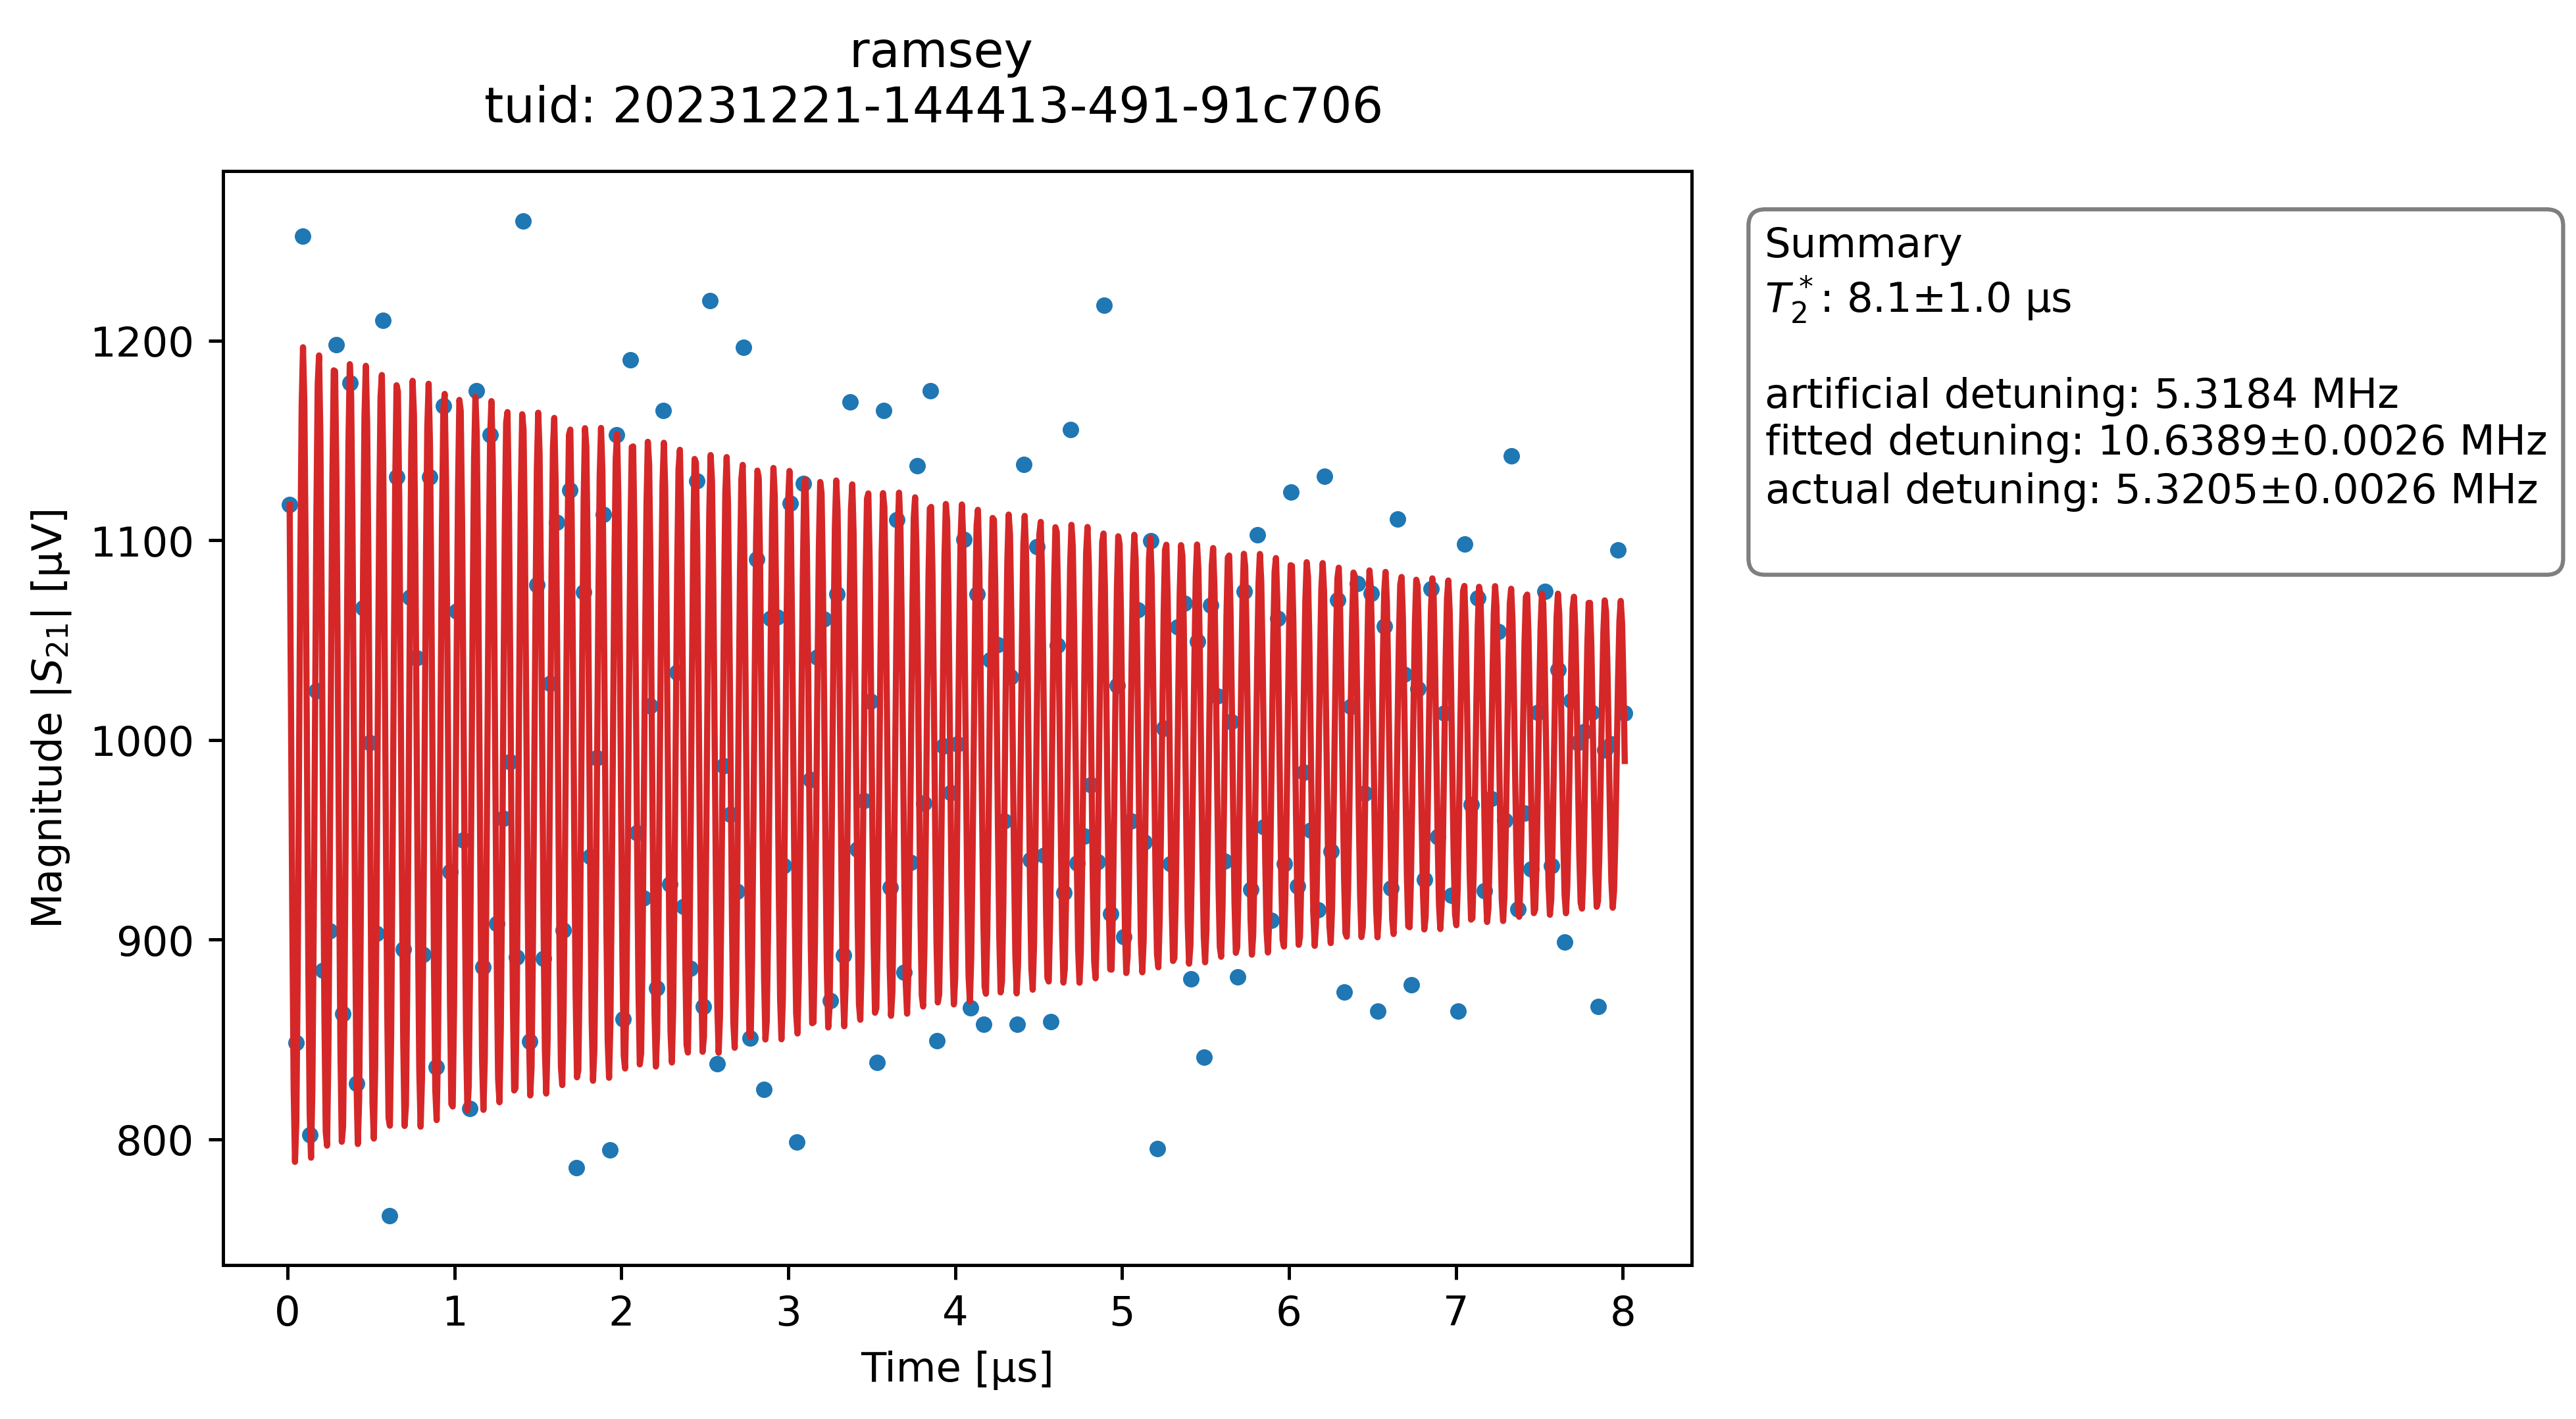 ramsey
tuid: 20231221-144413-491-91c706
Magnitude |S21| [µV]
1200
1100
1000
900
800
0 1 2 3 4 5 6 7 8
Time [µs]
Summary
T2*: 8.1±1.0 µs
artificial detuning: 5.3184 MHz
fitted detuning: 10.6389±0.0026 MHz
actual detuning: 5.3205±0.0026 MHz